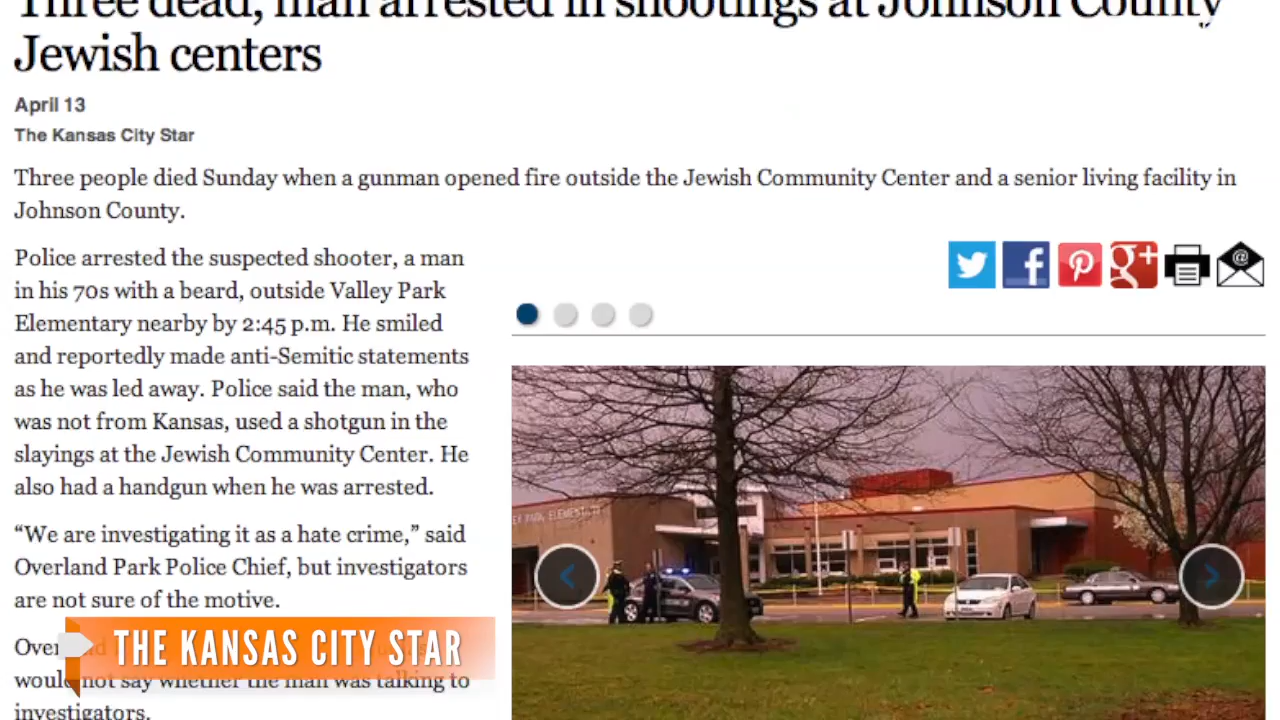 Three dead, man arrested in shootings at Johnson County
Jewish centers
April 13
The Kansas City Star
Three people died Sunday when a gunman opened fire outside the Jewish Community Center and a senior living facility in
Johnson County.
Police arrested the suspected shooter, a man
in his 70s with a beard, outside Valley Park
Elementary nearby by 2:45 p.m. He smiled
and reportedly made anti-Semitic statements
as he was led away. Police said the man, who
was not from Kansas, used a shotgun in the
slayings at the Jewish Community Center. He
also had a handgun when he was arrested.
“We are investigating it as a hate crime,” said
Overland Park Police Chief, but investigators
are not sure of the motive.
would not say whether the man was talking to
investigators.
THE KANSAS CITY STAR
PARK ELEMENTARY
g+
@